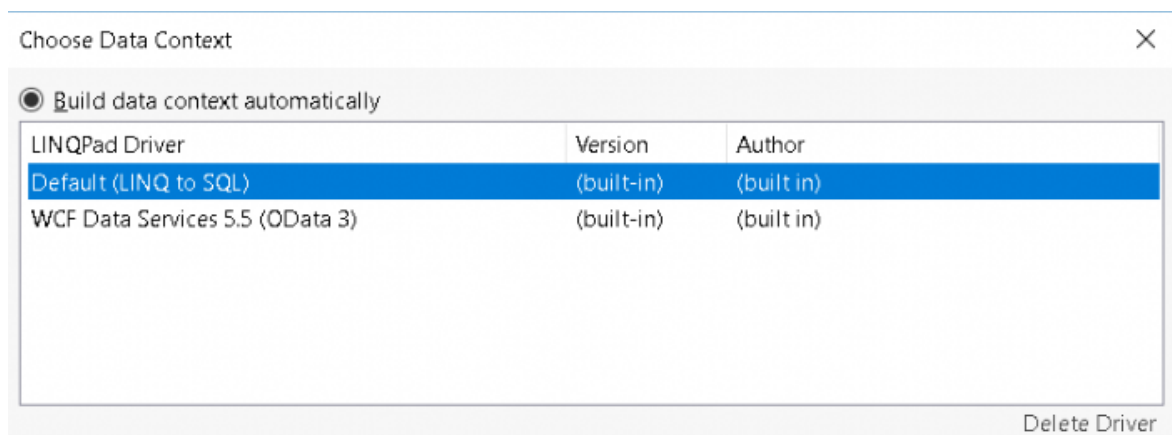 Choose Data Context
Build data context automatically
LINQPad Driver Version Author
Default (LINQ to SQL) (built-in) (built in)
WCF Data Services 5.5 (OData 3) (built-in) (built in)
Delete Driver